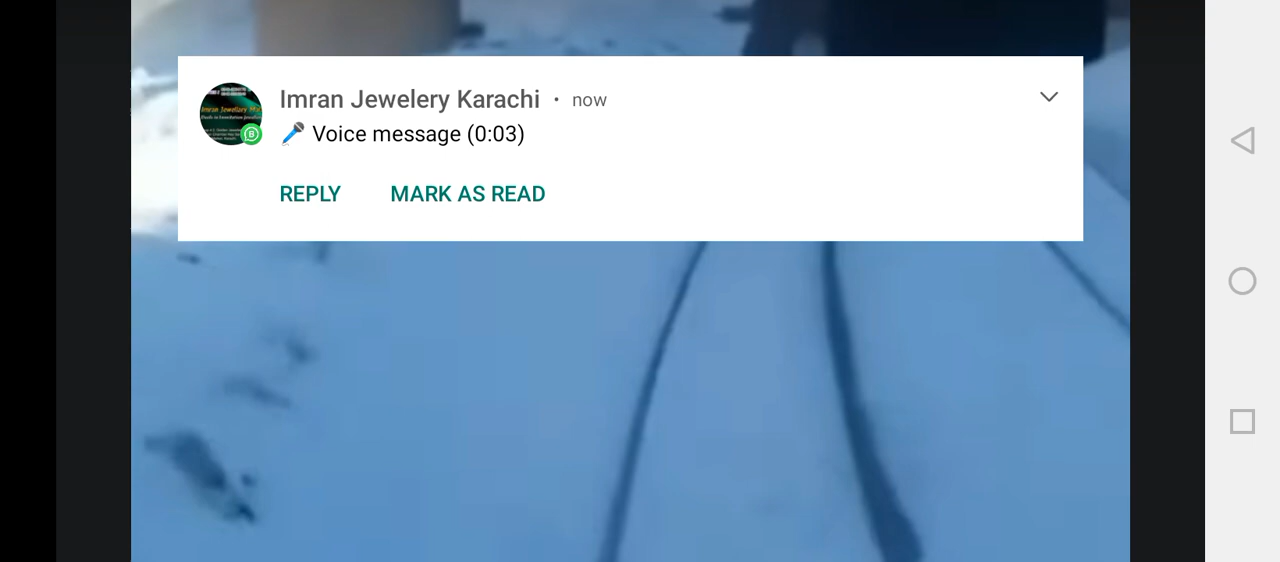 Imran Jewelery Karachi • now
🎤 Voice message (0:03)
REPLY MARK AS READ